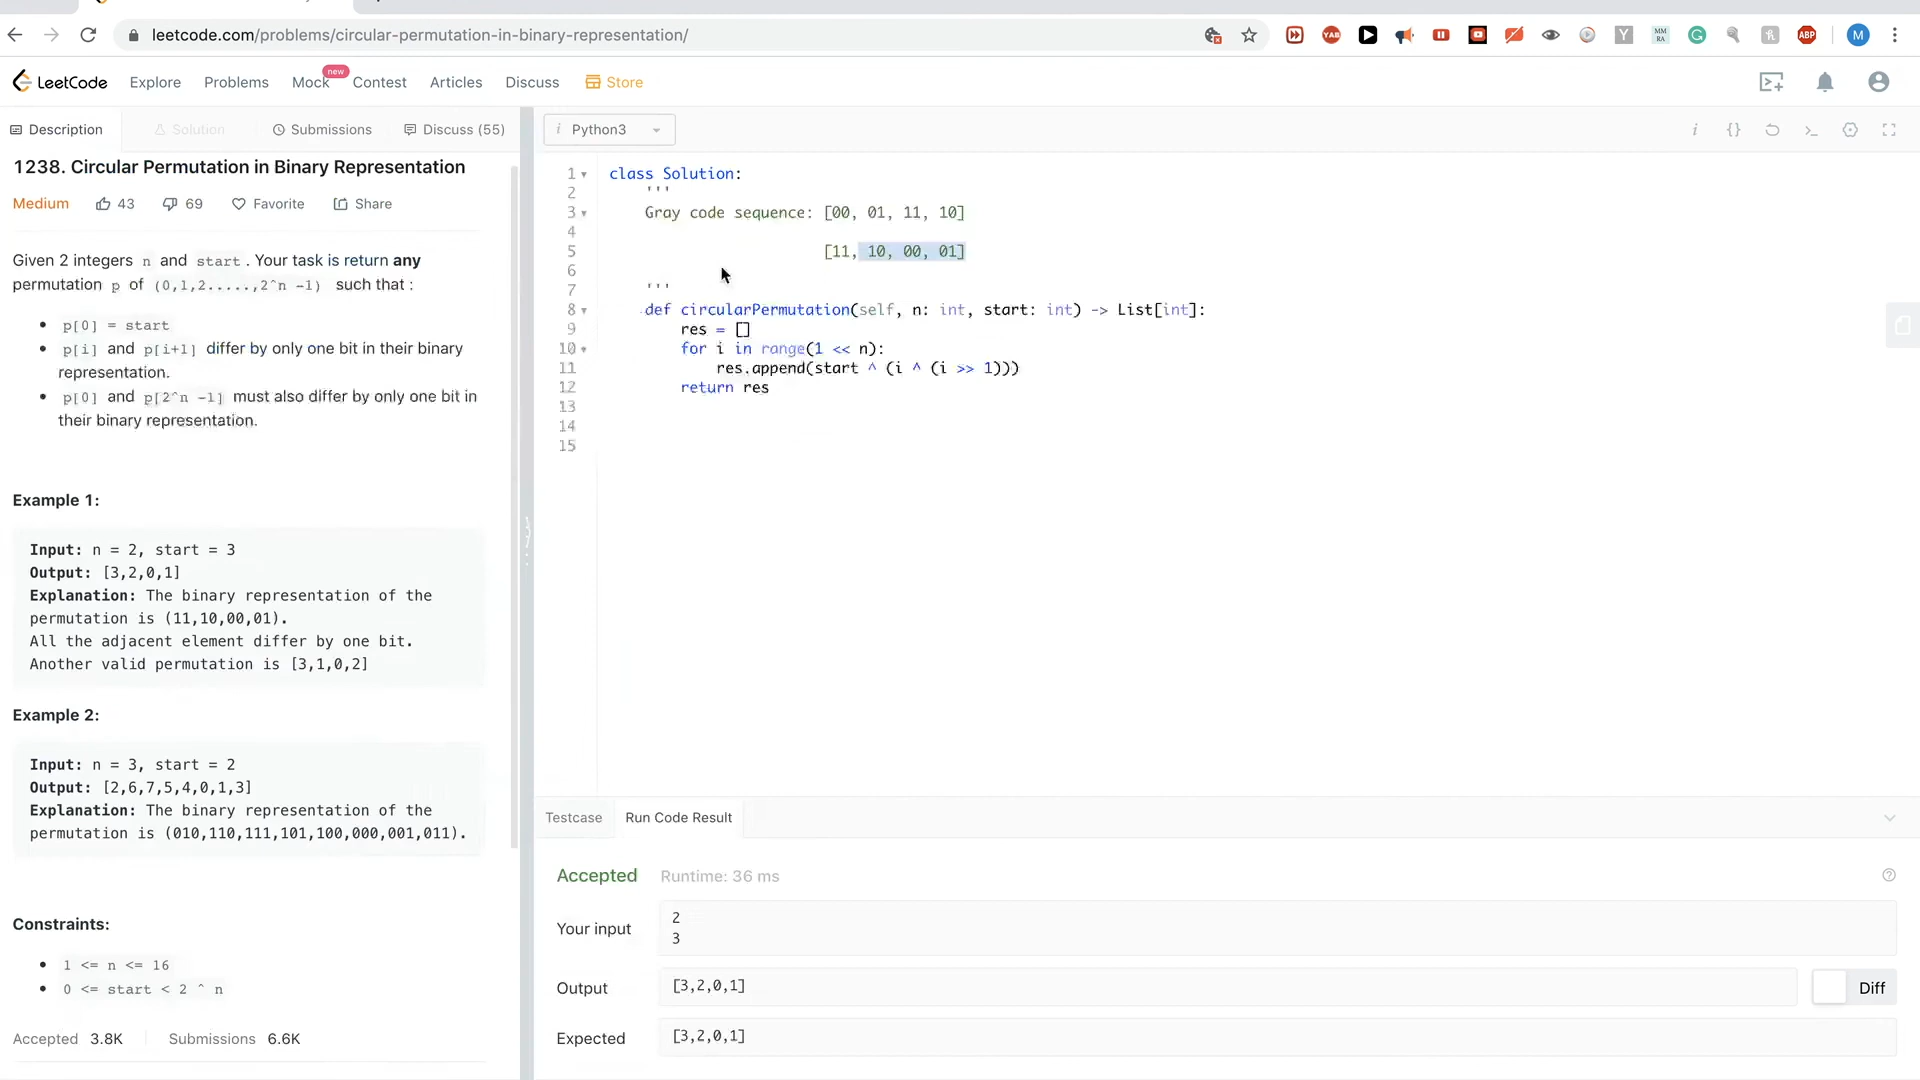 leetcode.com/problems/circular-permutation-in-binary-representation/
YAB
Y
MM RA
ABP
M
LeetCode Explore Problems Mock new Contest Articles Discuss Store
Description Solution Submissions Discuss (55)
Python3
1238. Circular Permutation in Binary Representation
Medium 43 69 Favorite Share
Given 2 integers n and start. Your task is return any
permutation p of (0,1,2.....,2^n -1) such that :
p[0] = start
p[i] and p[i+1] differ by only one bit in their binary
representation.
p[0] and p[2^n -1] must also differ by only one bit in
their binary representation.
Example 1:
Input: n = 2, start = 3
Output: [3,2,0,1]
Explanation: The binary representation of the
permutation is (11,10,00,01).
All the adjacent element differ by one bit.
Another valid permutation is [3,1,0,2]
Example 2:
Input: n = 3, start = 2
Output: [2,6,7,5,4,0,1,3]
Explanation: The binary representation of the
permutation is (010,110,111,101,100,000,001,011).
Constraints:
1 <= n <= 16
0 <= start < 2 ^ n
Accepted 3.8K Submissions 6.6K
1 class Solution:
2 '''
3 Gray code sequence: [00, 01, 11, 10]
4
5 [11, 10, 00, 01]
6
7 '''
8 def circularPermutation(self, n: int, start: int) -> List[int]:
9 res = []
10 for i in range(1 << n):
11 res.append(start ^ (i ^ (i >> 1)))
12 return res
13
14
15
Testcase Run Code Result
Accepted Runtime: 36 ms
Your input
2
3
Output [3,2,0,1] Diff
Expected [3,2,0,1]